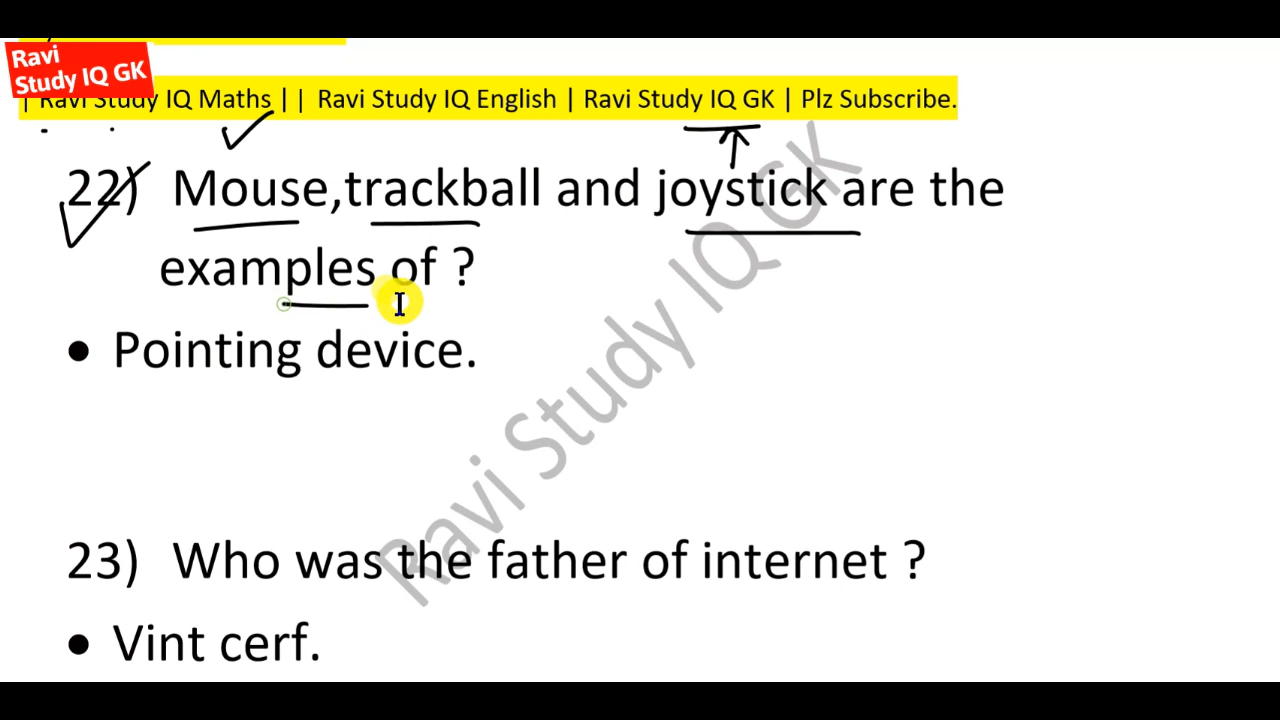 Ravi
Study IQ GK
| Ravi Study IQ Maths | | Ravi Study IQ English | Ravi Study IQ GK | Plz Subscribe.
22) Mouse,trackball and joystick are the
examples of ?
• Pointing device.
Ravi Study IQ GK
23) Who was the father of internet ?
• Vint cerf.